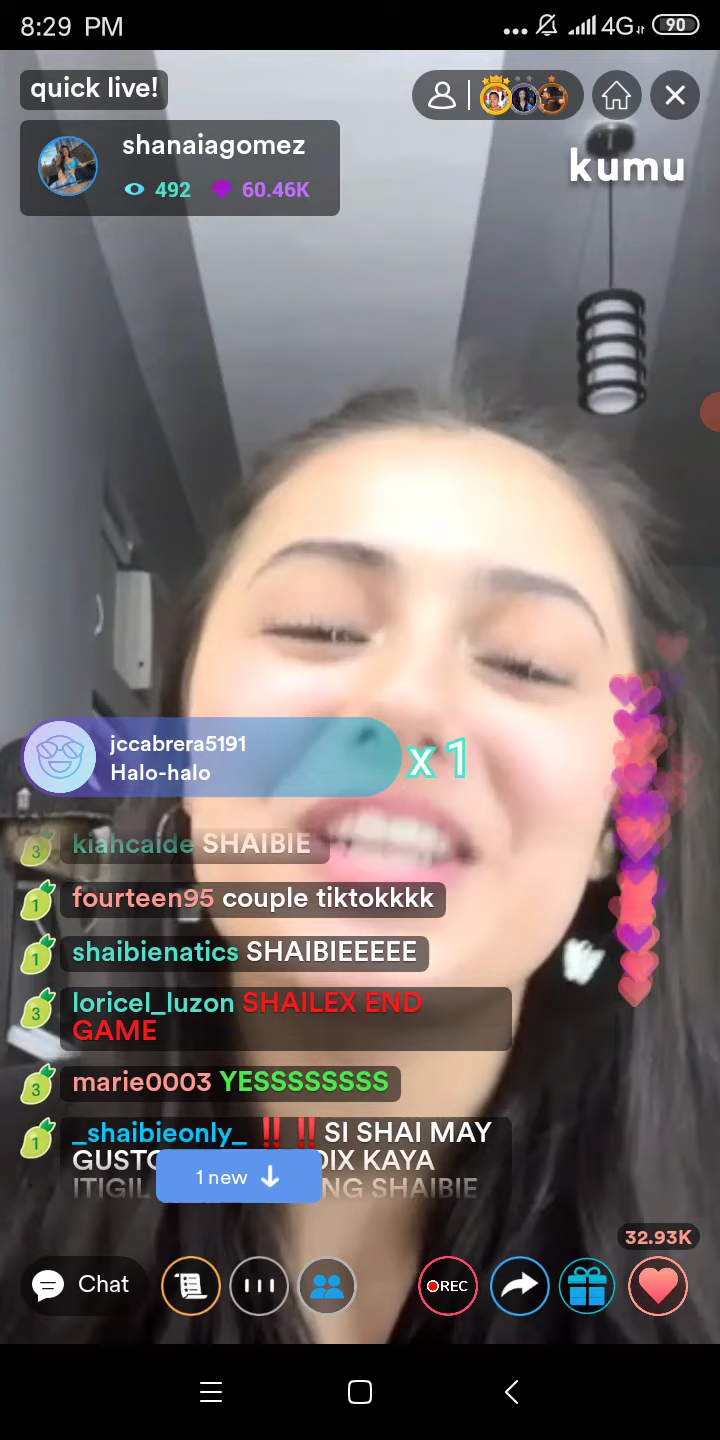 8:29 PM
4G
90
quick live!
shanaiagomez
492 60.46K
kumu
jccabrera5191
Halo-halo
x 1
3 kiahcaide SHAIBIE
1 fourteen95 couple tiktokkkk
1 shaibienatics SHAIBIEEEEE
3 loricel_luzon SHAILEX END
GAME
3 marie0003 YESSSSSSSS
1 _shaibieonly_ ‼️ ‼️SI SHAI MAY
GUSTO DIX KAYA
ITIGIL NG SHAIBIE
1 new
32.93K
Chat
REC